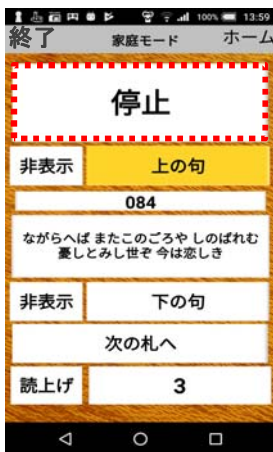 100% 13:59
終了 家庭モード ホーム
停止
非表示 上の句
084
ながらへば またこのごろや しのばれむ
憂しとみし世ぞ 今は恋しき
非表示 下の句
次の札へ
読上げ 3